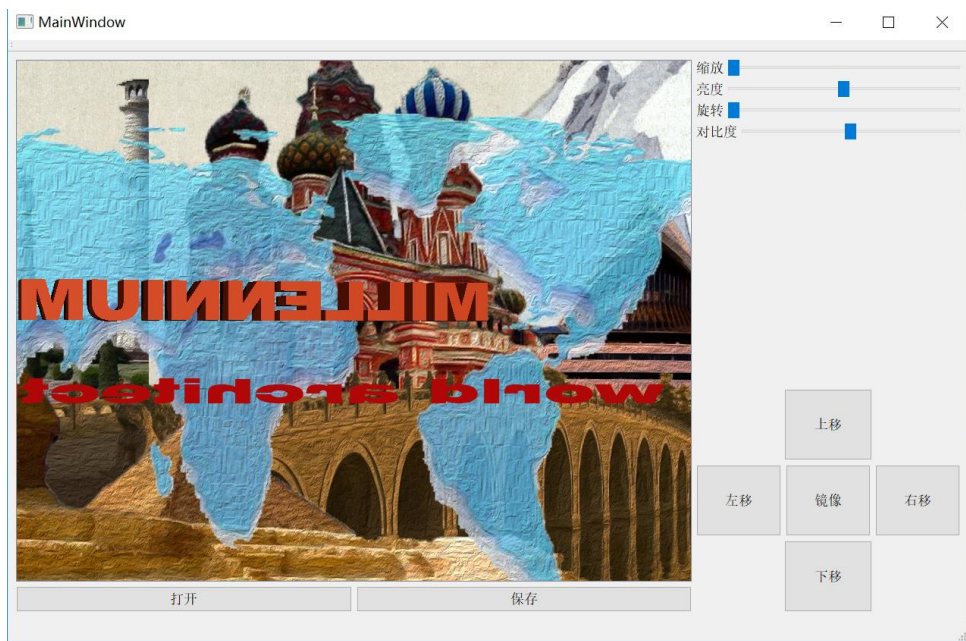 MainWindow
缩放
亮度
旋转
对比度
MILLENNIUM
world architect
上移
左移
镜像
右移
下移
打开
保存